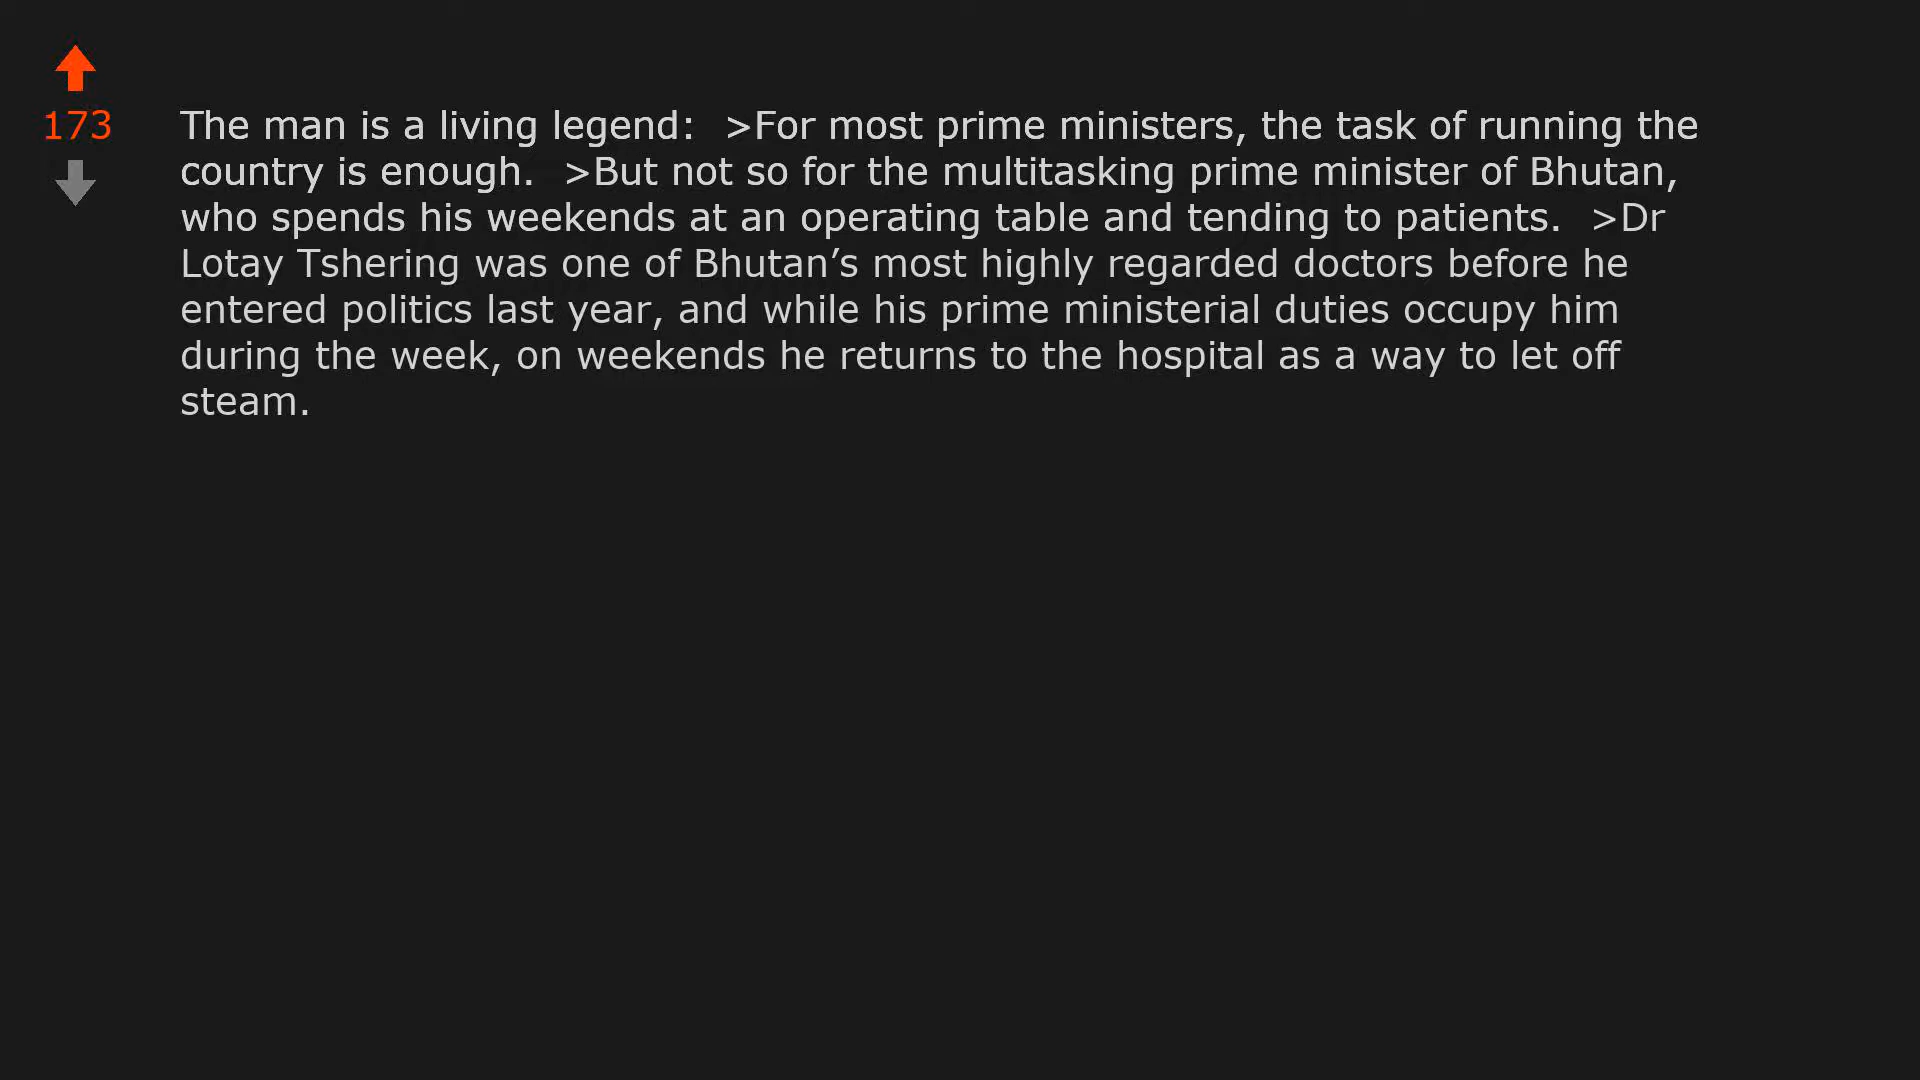 173
The man is a living legend:  >For most prime ministers, the task of running the
country is enough.  >But not so for the multitasking prime minister of Bhutan,
who spends his weekends at an operating table and tending to patients.  >Dr
Lotay Tshering was one of Bhutan’s most highly regarded doctors before he
entered politics last year, and while his prime ministerial duties occupy him
during the week, on weekends he returns to the hospital as a way to let off
steam.